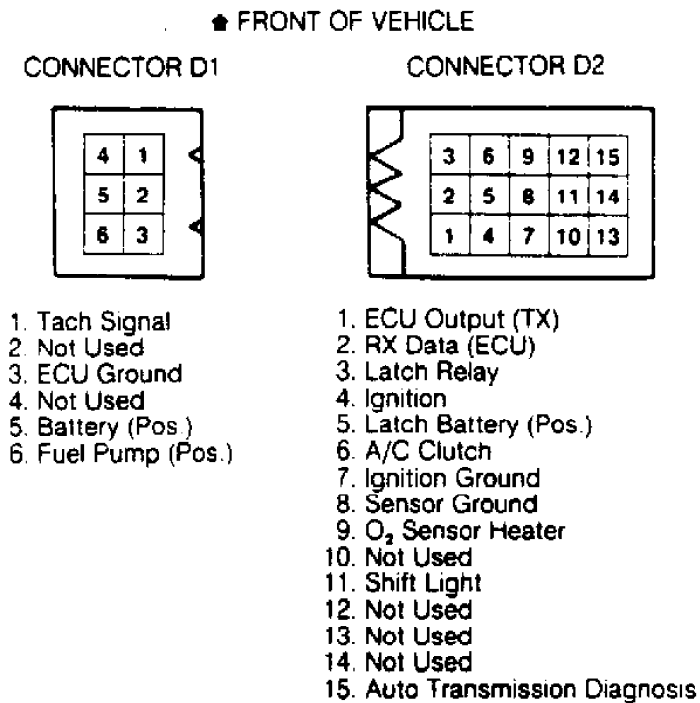 FRONT OF VEHICLE
CONNECTOR D1
4 1
5 2
6 3
1. Tach Signal
2. Not Used
3. ECU Ground
4. Not Used
5. Battery (Pos.)
6. Fuel Pump (Pos.)
CONNECTOR D2
3 6 9 12 15
2 5 8 11 14
1 4 7 10 13
1. ECU Output (TX)
2. RX Data (ECU)
3. Latch Relay
4. Ignition
5. Latch Battery (Pos.)
6. A/C Clutch
7. Ignition Ground
8. Sensor Ground
9. O₂ Sensor Heater
10. Not Used
11. Shift Light
12. Not Used
13. Not Used
14. Not Used
15. Auto Transmission Diagnosis